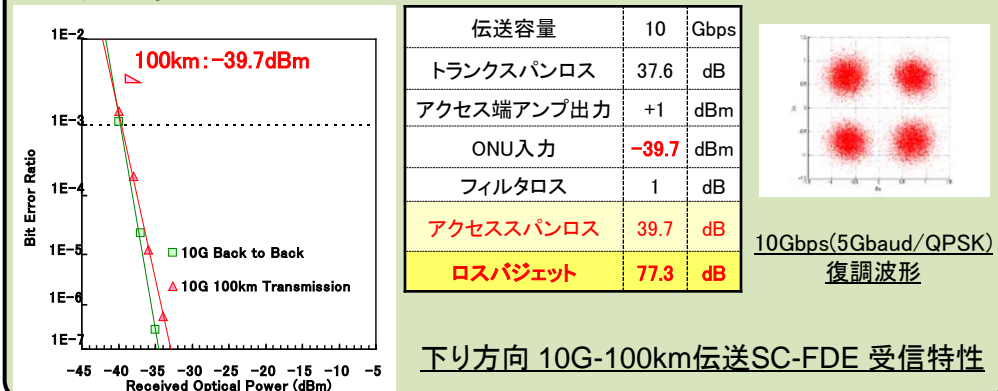 1E-2
1E-3
1E-4
1E-5
1E-6
1E-7
Bit Error Ratio
100km:-39.7dBm
10G Back to Back
10G 100km Transmission
-45 -40 -35 -30 -25 -20 -15 -10 -5
Received Optical Power (dBm)
伝送容量 10 Gbps
トランクスパンロス 37.6 dB
アクセス端アンプ出力 +1 dBm
ONU入力 -39.7 dBm
フィルタロス 1 dB
アクセススパンロス 39.7 dB
ロスバジェット 77.3 dB
10Gbps(5Gbaud/QPSK)
復調波形
下り方向 10G-100km伝送SC-FDE 受信特性